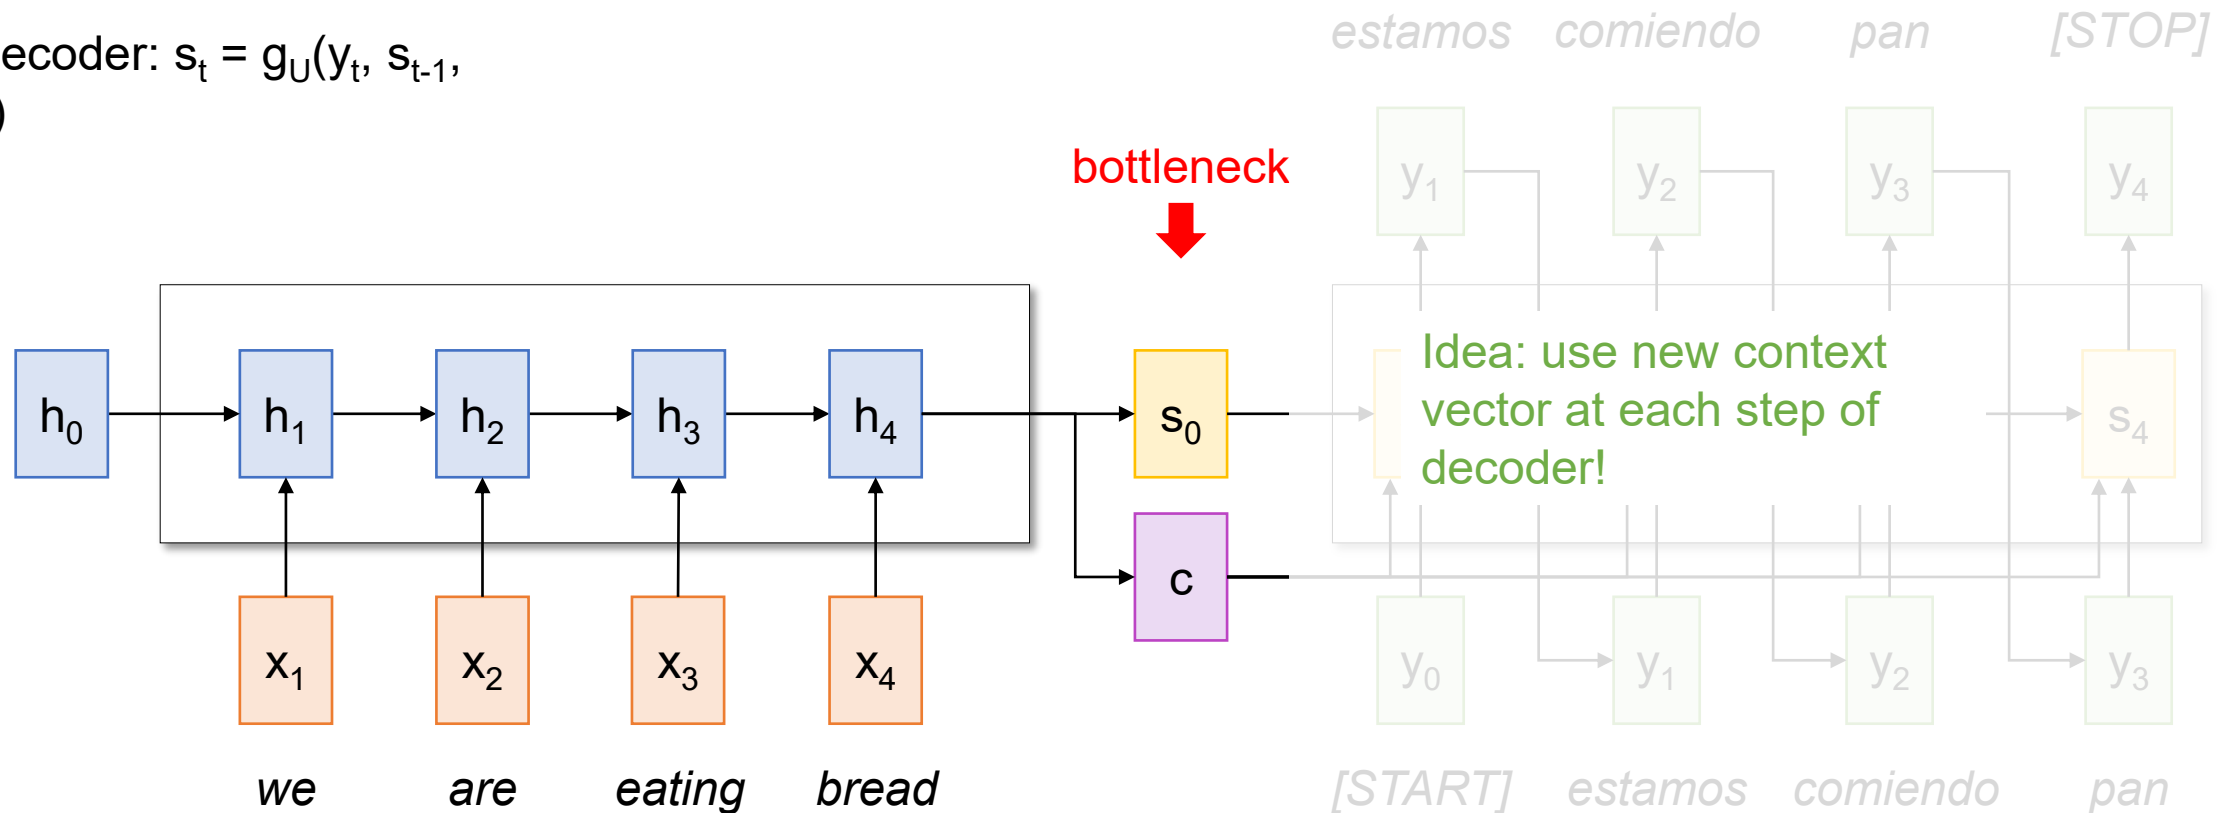 estamos comiendo pan [STOP]
ecoder: sₜ = gᵤ(yₜ, sₜ₋₁,
)
bottleneck
y₁ y₂ y₃ y₄
Idea: use new context
vector at each step of
decoder!
h₀ h₁ h₂ h₃ h₄ s₀ s₄
c
x₁ x₂ x₃ x₄ y₀ y₁ y₂ y₃
we are eating bread [START] estamos comiendo pan